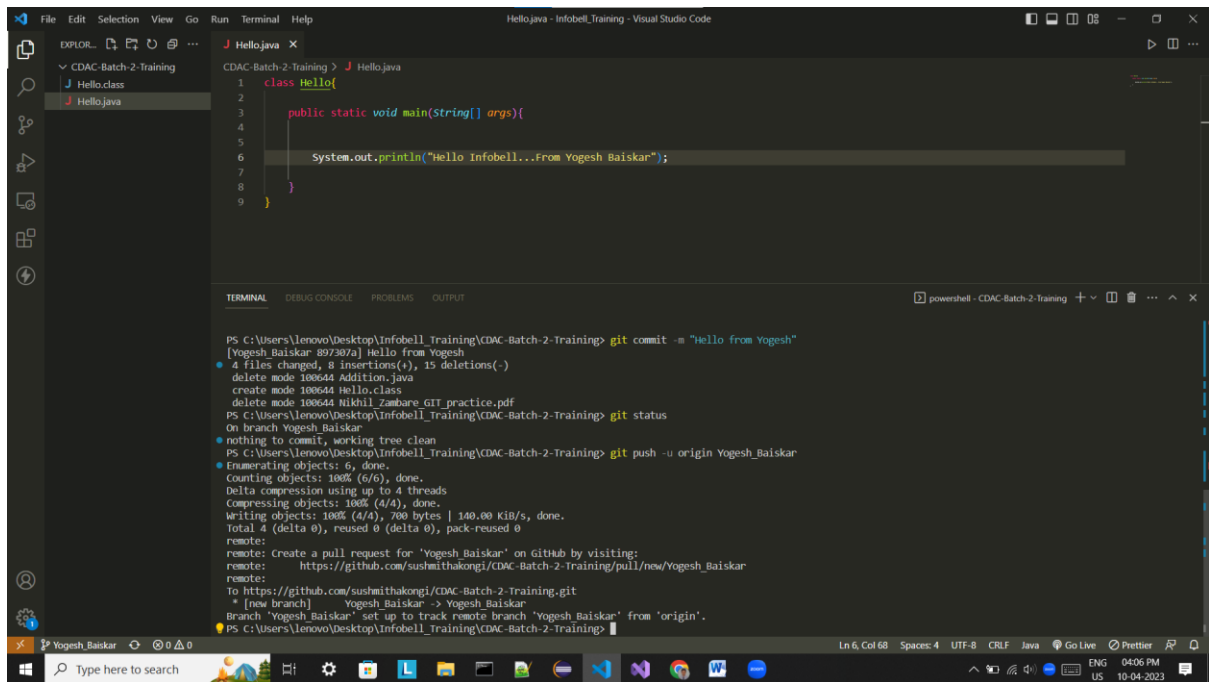 File Edit Selection View Go Run Terminal Help
Hello.java - Infobell_Training - Visual Studio Code
EXPLOR...
J Hello.java ×
CDAC-Batch-2-Training
J Hello.class
J Hello.java
CDAC-Batch-2-Training > J Hello.java
1 class Hello{
2
3 public static void main(String[] args){
4
5
6 System.out.println("Hello Infobell...From Yogesh Baiskar");
7
8 }
9 }
TERMINAL DEBUG CONSOLE PROBLEMS OUTPUT
powershell - CDAC-Batch-2-Training
PS C:\Users\lenovo\Desktop\Infobell_Training\CDAC-Batch-2-Training> git commit -m "Hello from Yogesh"
[Yogesh_Baiskar 897307a] Hello from Yogesh
4 files changed, 8 insertions(+), 15 deletions(-)
delete mode 100644 Addition.java
create mode 100644 Hello.class
delete mode 100644 Nikhil_Zambare_GIT_practice.pdf
PS C:\Users\lenovo\Desktop\Infobell_Training\CDAC-Batch-2-Training> git status
On branch Yogesh_Baiskar
nothing to commit, working tree clean
PS C:\Users\lenovo\Desktop\Infobell_Training\CDAC-Batch-2-Training> git push -u origin Yogesh_Baiskar
Enumerating objects: 6, done.
Counting objects: 100% (6/6), done.
Delta compression using up to 4 threads
Compressing objects: 100% (4/4), done.
Writing objects: 100% (4/4), 700 bytes | 140.00 KiB/s, done.
Total 4 (delta 0), reused 0 (delta 0), pack-reused 0
remote:
remote: Create a pull request for 'Yogesh_Baiskar' on GitHub by visiting:
remote: https://github.com/sushmithakongi/CDAC-Batch-2-Training/pull/new/Yogesh_Baiskar
remote:
To https://github.com/sushmithakongi/CDAC-Batch-2-Training.git
* [new branch] Yogesh_Baiskar -> Yogesh_Baiskar
Branch 'Yogesh_Baiskar' set up to track remote branch 'Yogesh_Baiskar' from 'origin'.
PS C:\Users\lenovo\Desktop\Infobell_Training\CDAC-Batch-2-Training>
Yogesh_Baiskar 0 0 Ln 6, Col 68 Spaces: 4 UTF-8 CRLF Java Go Live Prettier
Type here to search
ENG 04:06 PM
US 10-04-2023